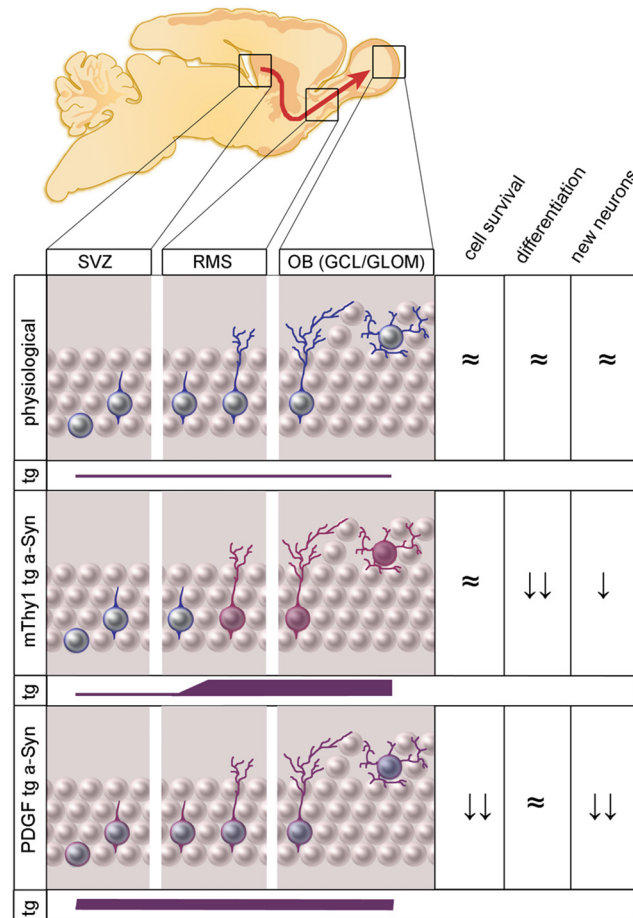 cell survival
differentiation
new neurons
SVZ
RMS
OB (GCL/GLOM)
physiological
≈ ≈ ≈
tg
mThy1 tg a-Syn
≈ ↓↓ ↓
tg
PDGF tg a-Syn
↓↓ ≈ ↓↓
tg